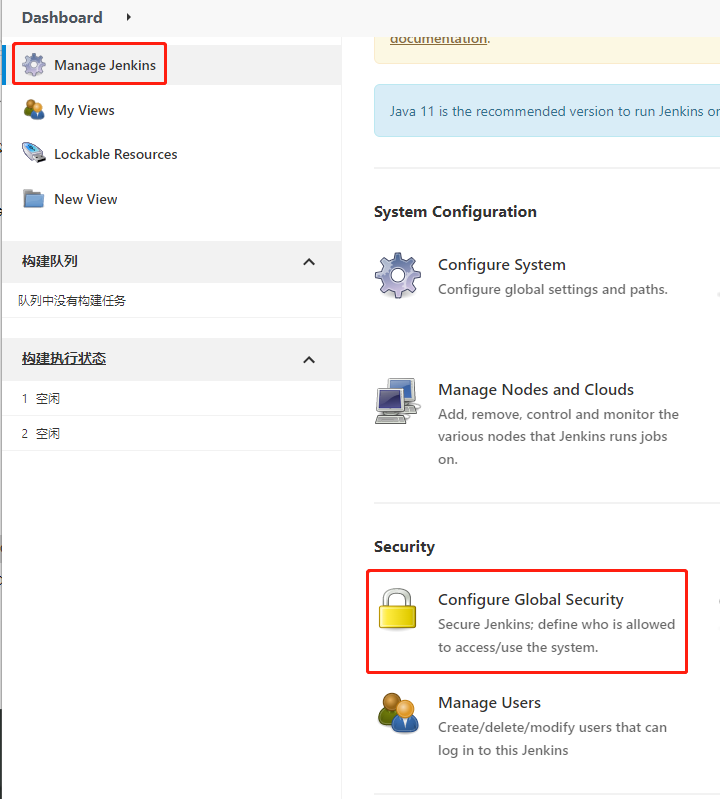 Dashboard
Manage Jenkins
My Views
Lockable Resources
New View
构建队列
队列中没有构建任务
构建执行状态
1 空闲
2 空闲
documentation.
Java 11 is the recommended version to run Jenkins on
System Configuration
Configure System
Configure global settings and paths.
Manage Nodes and Clouds
Add, remove, control and monitor the
various nodes that Jenkins runs jobs
on.
Security
Configure Global Security
Secure Jenkins; define who is allowed
to access/use the system.
Manage Users
Create/delete/modify users that can
log in to this Jenkins